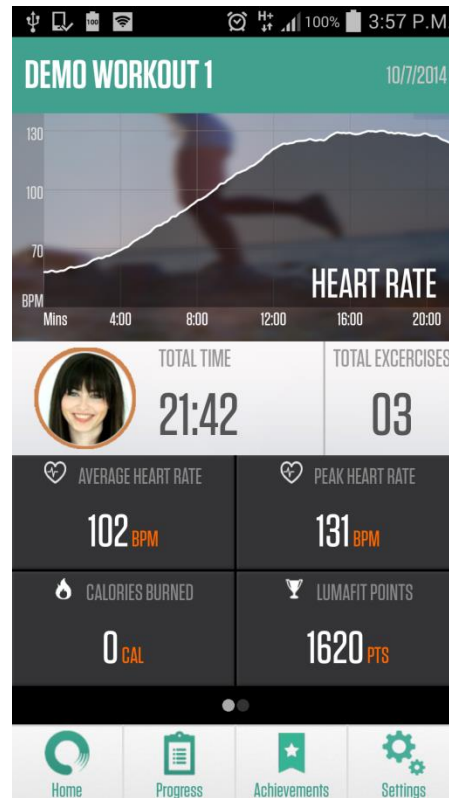 100 H+ 100% 3:57 P.M.
DEMO WORKOUT 1 10/7/2014
130
100
70
HEART RATE
BPM
Mins 4:00 8:00 12:00 16:00 20:00
TOTAL TIME TOTAL EXCERCISES
21:42 03
AVERAGE HEART RATE PEAK HEART RATE
102 BPM 131 BPM
CALORIES BURNED LUMAFIT POINTS
0 CAL 1620 PTS
Home Progress Achievements Settings